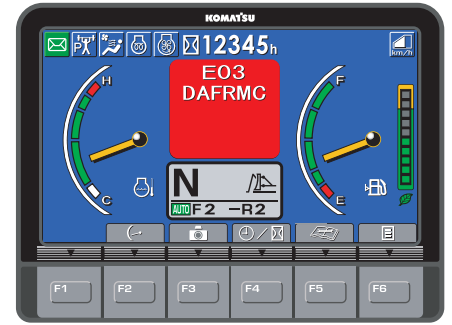 KOMATSU
P
12345h
km/h
E03
DAFRMC
H
F
C
E
N
AUTO F2 -R2
F1 F2 F3 F4 F5 F6